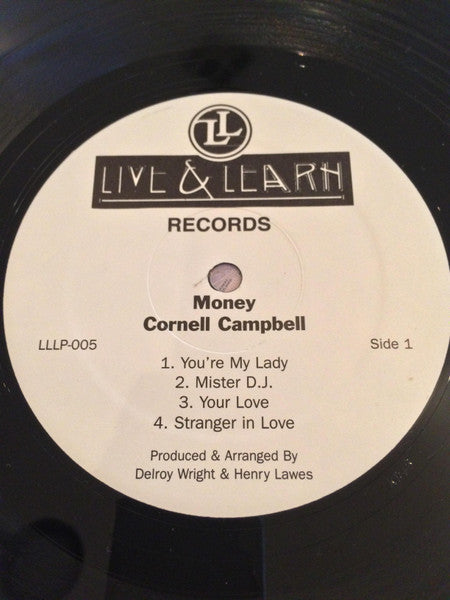 LL
LIVE & LEARN
RECORDS
Money
Cornell Campbell
LLLP-005
Side 1
1. You're My Lady
2. Mister D.J.
3. Your Love
4. Stranger in Love
Produced & Arranged By
Delroy Wright & Henry Lawes